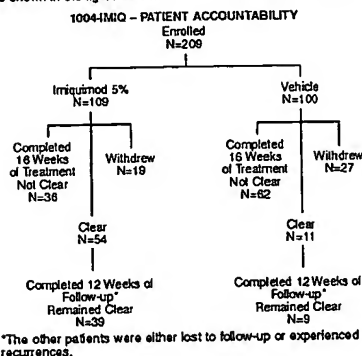 1004-IMIQ – PATIENT ACCOUNTABILITY
Enrolled
N=209
Imiquimod 5%
N=109
Vehicle
N=100
Completed
16 Weeks
of Treatment
Not Clear
N=36
Withdrew
N=19
Completed
16 Weeks
of Treatment
Not Clear
N=62
Withdrew
N=27
Clear
N=54
Clear
N=11
Completed 12 Weeks of
Follow-up*
Remained Clear
N=39
Completed 12 Weeks of
Follow-up*
Remained Clear
N=9
*The other patients were either lost to follow-up or experienced
recurrences.